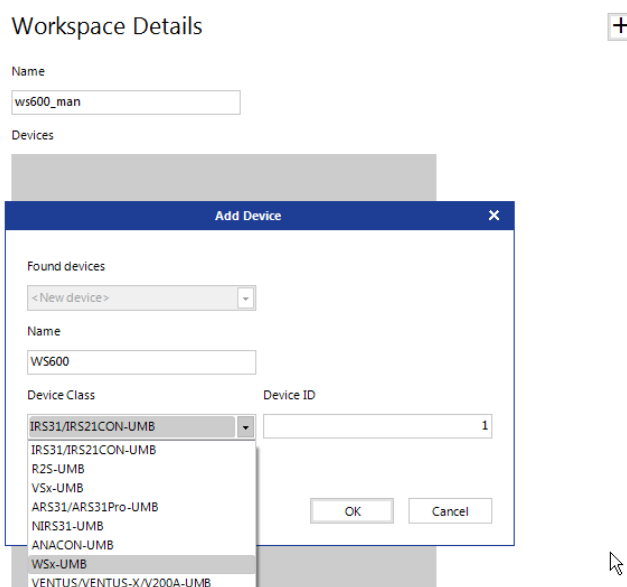 Workspace Details
+
Name
ws600_man
Devices
Add Device
×
Found devices
<New device>
Name
WS600
Device Class
Device ID
IRS31/IRS21CON-UMB
1
IRS31/IRS21CON-UMB
R2S-UMB
VSx-UMB
ARS31/ARS31Pro-UMB
NIRS31-UMB
ANACON-UMB
WSx-UMB
VENTUS/VENTUS-X/V200A-UMB
OK
Cancel